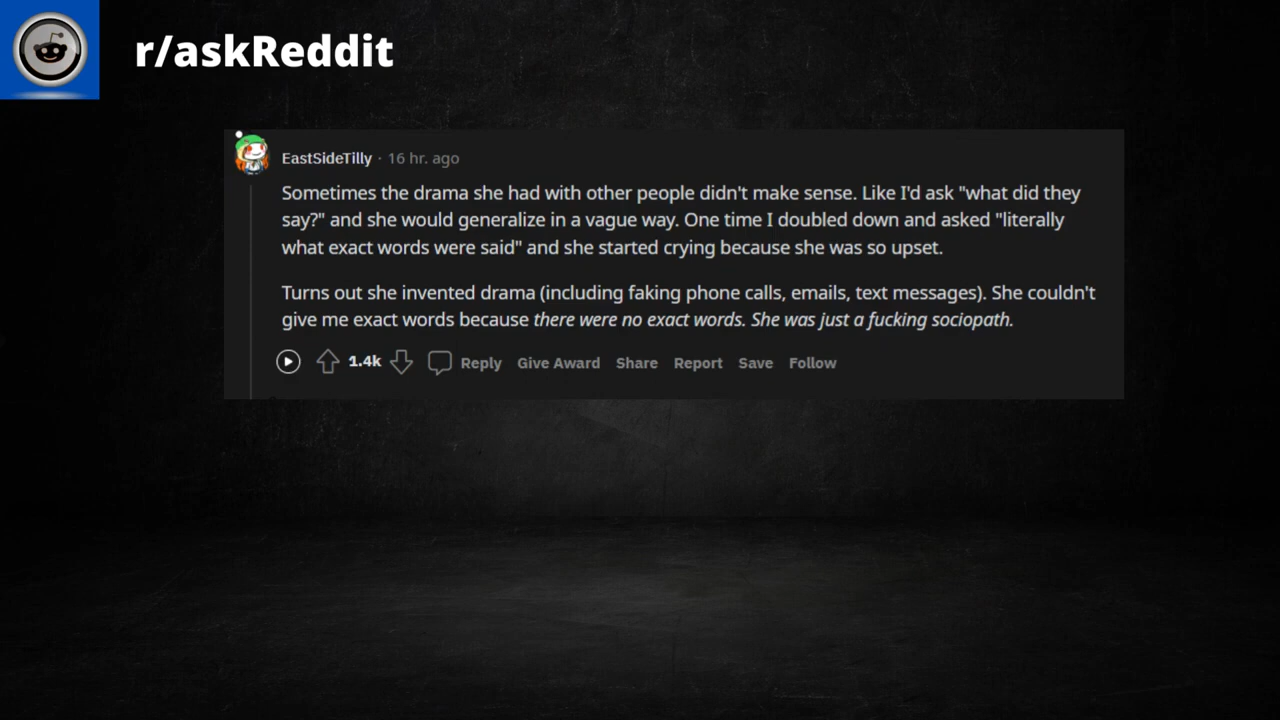 r/askReddit
EastSideTilly · 16 hr. ago
Sometimes the drama she had with other people didn't make sense. Like I'd ask "what did they
say?" and she would generalize in a vague way. One time I doubled down and asked "literally
what exact words were said" and she started crying because she was so upset.
Turns out she invented drama (including faking phone calls, emails, text messages). She couldn't
give me exact words because there were no exact words. She was just a fucking sociopath.
1.4k Reply Give Award Share Report Save Follow